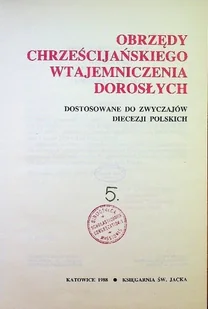 OBRZĘDY
CHRZEŚCIJAŃSKIEGO
WTAJEMNICZENIA
DOROSŁYCH
DOSTOSOWANE DO ZWYCZAJÓW
DIECEZJI POLSKICH
5.
KATOWICE 1988 ● KSIĘGARNIA ŚW. JACKA